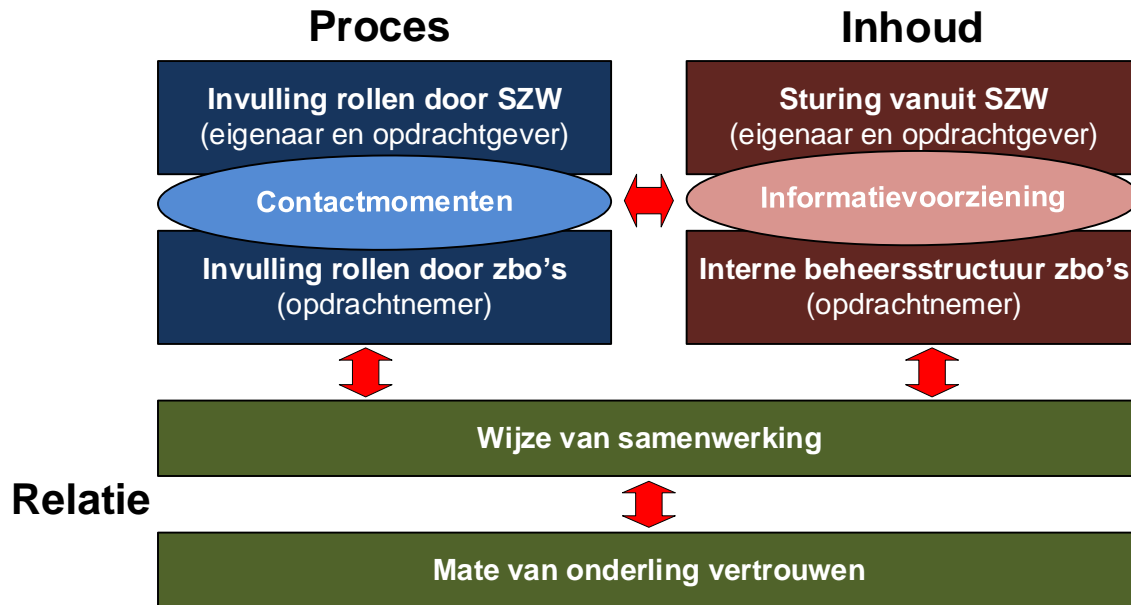 Proces
Inhoud
Invulling rollen door SZW
(eigenaar en opdrachtgever)
Sturing vanuit SZW
(eigenaar en opdrachtgever)
Contactmomenten
Informatievoorziening
Invulling rollen door zbo’s
(opdrachtnemer)
Interne beheersstructuur zbo’s
(opdrachtnemer)
Wijze van samenwerking
Relatie
Mate van onderling vertrouwen